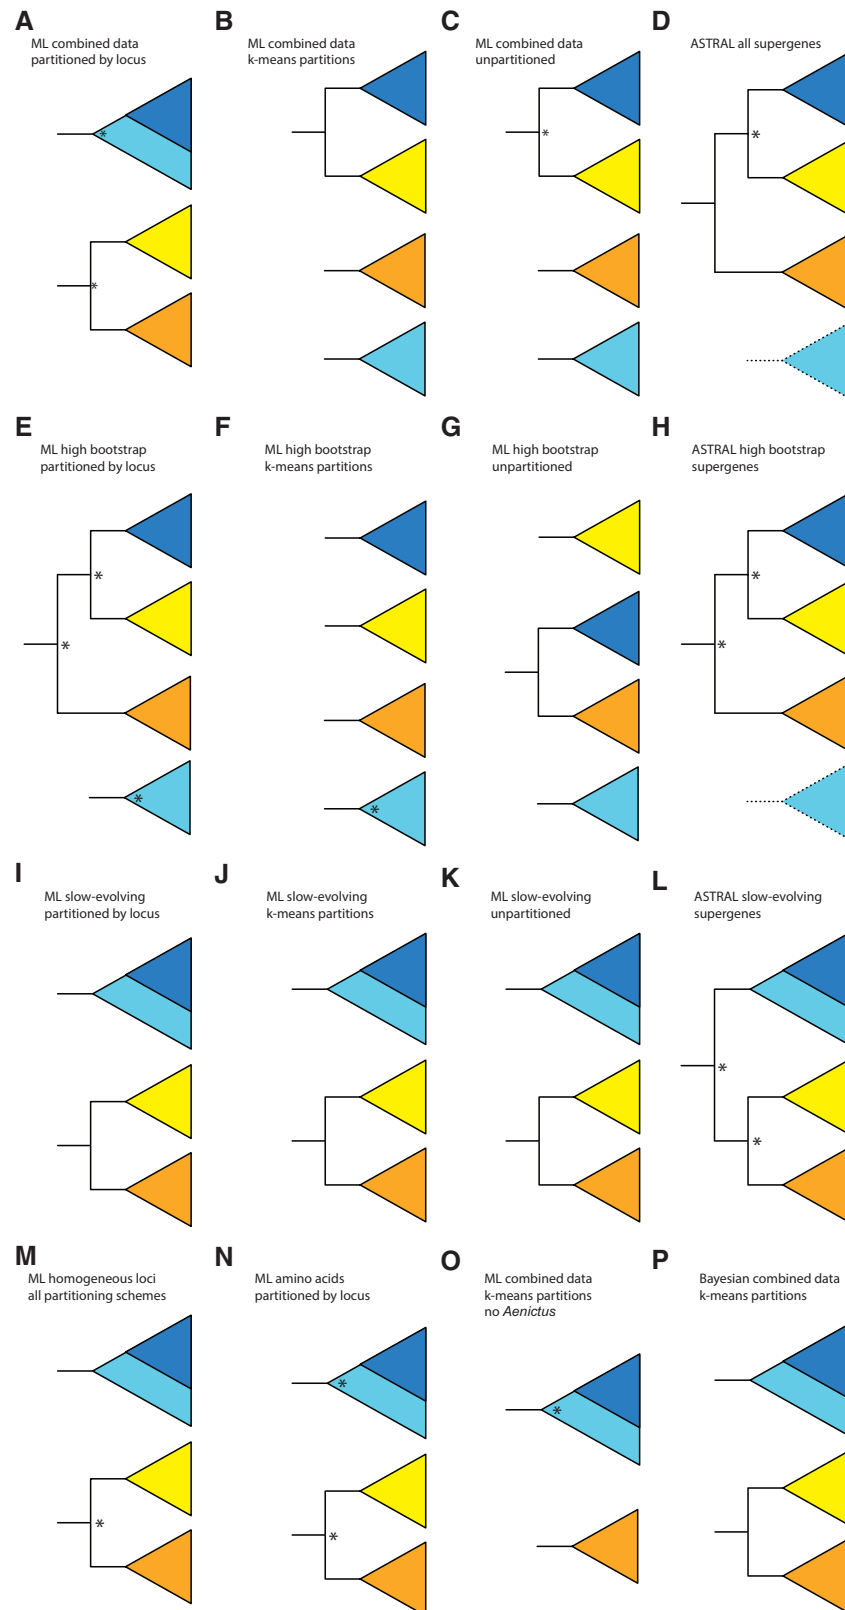 A
ML combined data
partitioned by locus
*
*
B
ML combined data
k-means partitions
C
ML combined data
unpartitioned
*
D
ASTRAL all supergenes
*
E
ML high bootstrap
partitioned by locus
*
*
*
F
ML high bootstrap
k-means partitions
*
G
ML high bootstrap
unpartitioned
H
ASTRAL high bootstrap
supergenes
*
*
I
ML slow-evolving
partitioned by locus
J
ML slow-evolving
k-means partitions
K
ML slow-evolving
unpartitioned
L
ASTRAL slow-evolving
supergenes
*
*
M
ML homogeneous loci
all partitioning schemes
*
N
ML amino acids
partitioned by locus
*
*
O
ML combined data
k-means partitions
no Aenictus
*
P
Bayesian combined data
k-means partitions